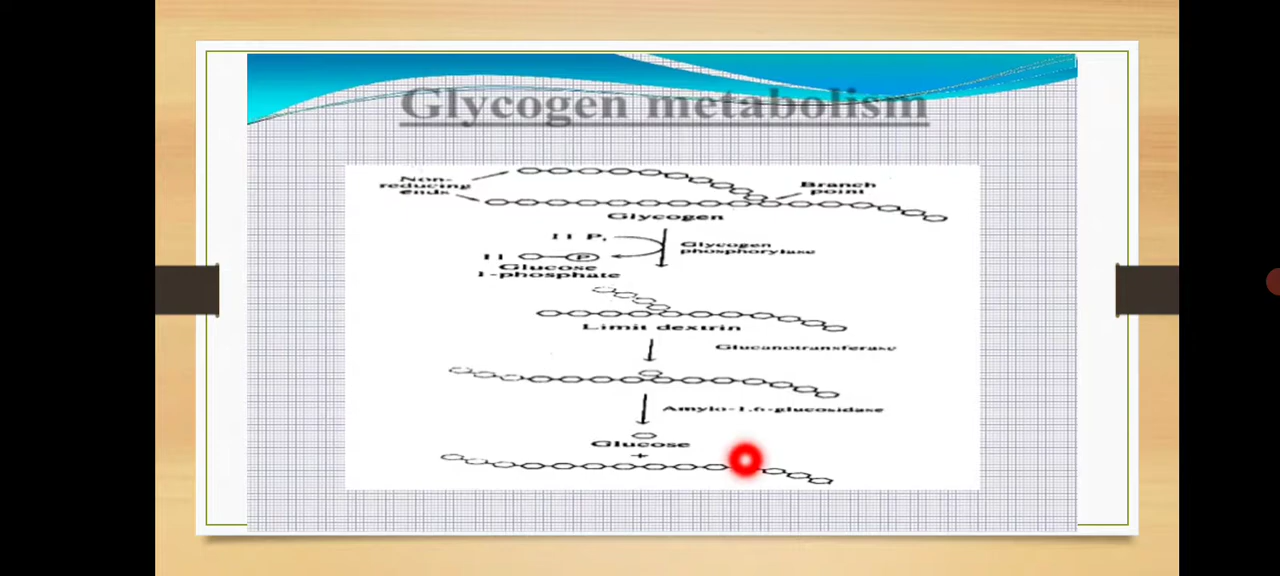 Glycogen metabolism
Non-
reducing
ends
Branch
point
Glycogen
11 Pi
Glycogen
phosphorylase
11 P
Glucose
1-phosphate
Limit dextrin
Glucanotransferase
Amylo-1,6-glucosidase
Glucose
+